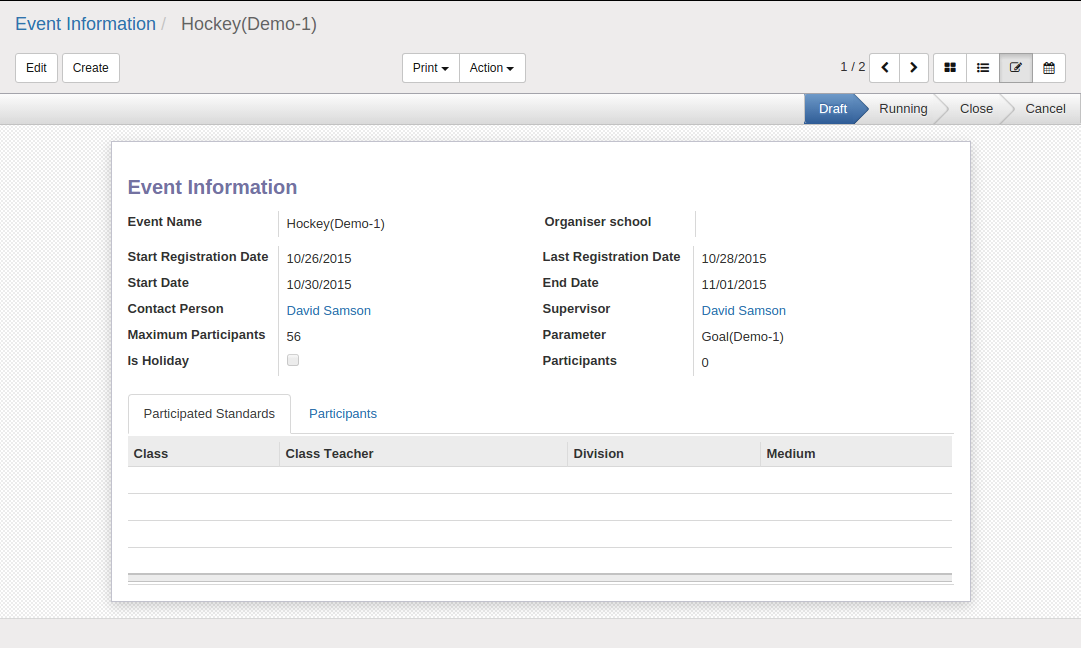 Event Information / Hockey(Demo-1)
Edit Create Print Action 1 / 2
Draft Running Close Cancel
Event Information
Event Name Hockey(Demo-1) Organiser school
Start Registration Date 10/26/2015 Last Registration Date 10/28/2015
Start Date 10/30/2015 End Date 11/01/2015
Contact Person David Samson Supervisor David Samson
Maximum Participants 56 Parameter Goal(Demo-1)
Is Holiday Participants 0
Participated Standards Participants
Class Class Teacher Division Medium